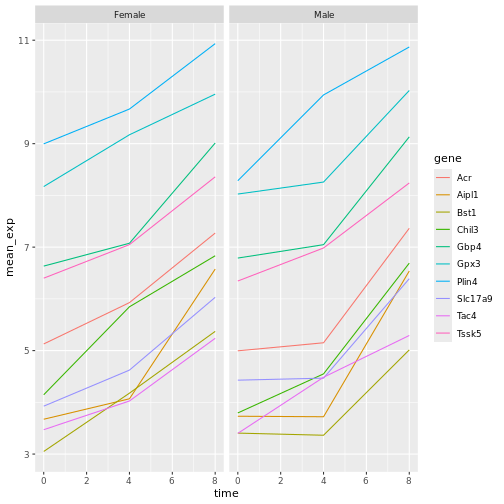 Female
Male
11
9
7
5
3
mean_exp
0 2 4 6 8
0 2 4 6 8
time
gene
Acr
Aipl1
Bst1
Chil3
Gbp4
Gpx3
Plin4
Slc17a9
Tac4
Tssk5